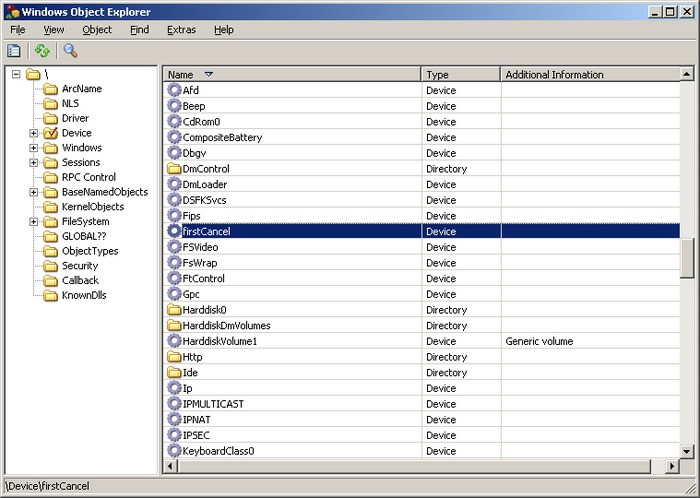 Windows Object Explorer
File View Object Find Extras Help
\
ArcName
NLS
Driver
Device
Windows
Sessions
RPC Control
BaseNamedObjects
KernelObjects
FileSystem
GLOBAL??
ObjectTypes
Security
Callback
KnownDlls
Name Type Additional Information
Afd Device
Beep Device
CdRom0 Device
CompositeBattery Device
Dbgv Device
DmControl Directory
DmLoader Device
DSFKSvcs Device
Fips Device
firstCancel Device
FSVideo Device
FsWrap Device
FtControl Device
Gpc Device
Harddisk0 Directory
HarddiskDmVolumes Directory
HarddiskVolume1 Device Generic volume
Http Directory
Ide Directory
Ip Device
IPMULTICAST Device
IPNAT Device
IPSEC Device
KeyboardClass0 Device
\Device\firstCancel